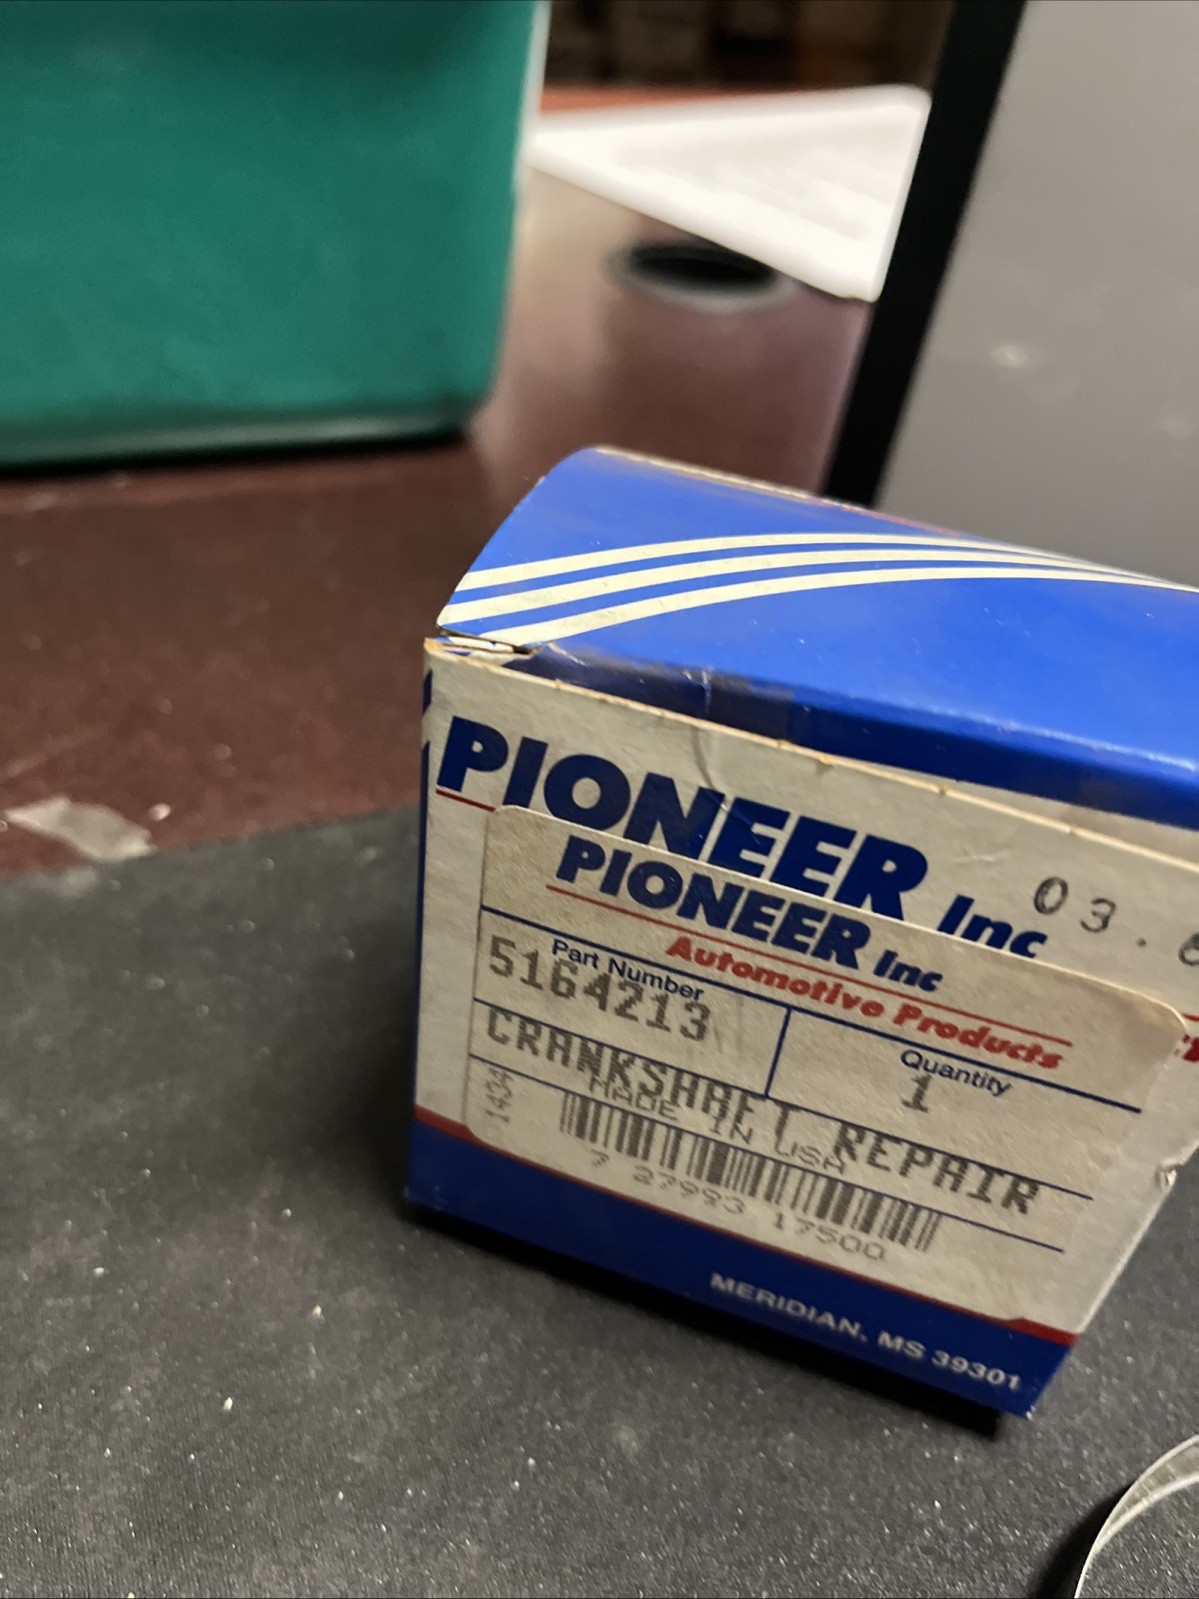 PIONEER Inc
03.
PIONEER Inc
Automotive Products
Part Number
5164213
Quantity
1
CRANKSHAFT REPAIR
MADE IN USA
1434
7 27993 17500
MERIDIAN, MS 39301